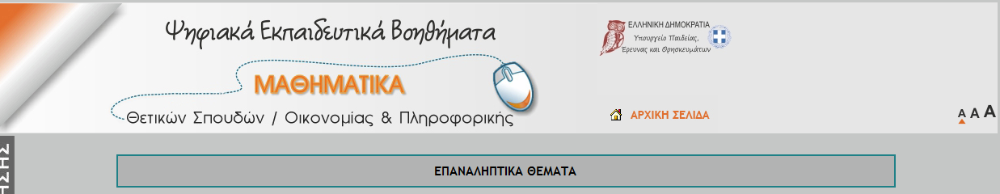 Ψηφιακά Εκπαιδευτικά Βοηθήματα
ΕΛΛΗΝΙΚΗ ΔΗΜΟΚΡΑΤΙΑ
Υπουργείο Παιδείας,
Έρευνας και Θρησκευμάτων
ΜΑΘΗΜΑΤΙΚΑ
Θετικών Σπουδών / Οικονομίας & Πληροφορικής
ΑΡΧΙΚΗ ΣΕΛΙΔΑ
A A A
ΕΠΑΝΑΛΗΠΤΙΚΑ ΘΕΜΑΤΑ